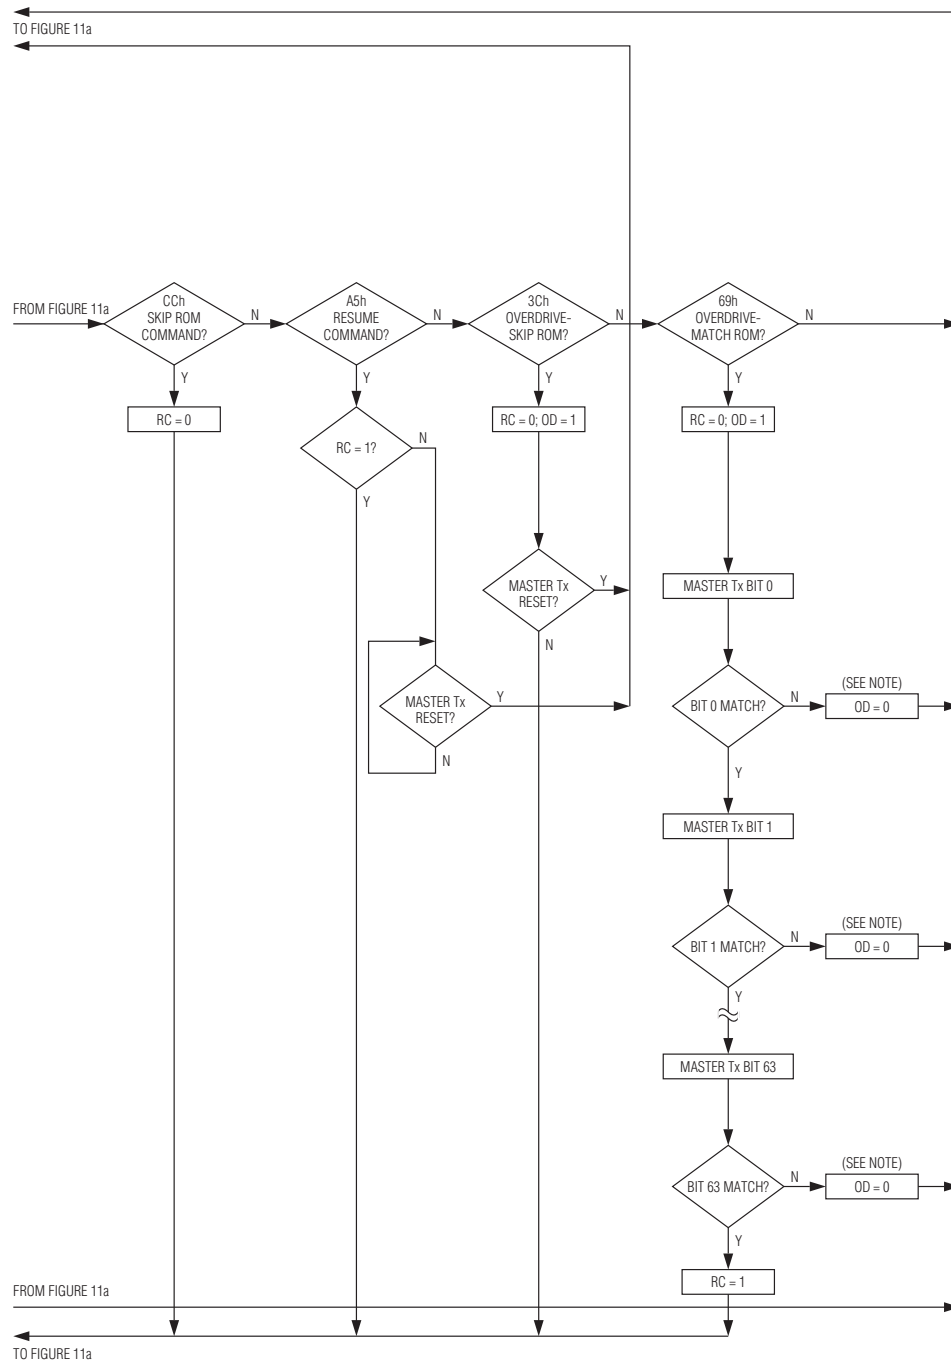 TO FIGURE 11a
FROM FIGURE 11a
CCh
SKIP ROM
COMMAND?
N
Y
RC = 0
A5h
RESUME
COMMAND?
N
Y
RC = 1?
N
Y
MASTER Tx
RESET?
Y
N
3Ch
OVERDRIVE-
SKIP ROM?
N
Y
RC = 0; OD = 1
MASTER Tx
RESET?
Y
N
69h
OVERDRIVE-
MATCH ROM?
N
Y
RC = 0; OD = 1
MASTER Tx BIT 0
BIT 0 MATCH?
N
(SEE NOTE)
OD = 0
Y
MASTER Tx BIT 1
BIT 1 MATCH?
N
(SEE NOTE)
OD = 0
Y
MASTER Tx BIT 63
BIT 63 MATCH?
N
(SEE NOTE)
OD = 0
Y
RC = 1
FROM FIGURE 11a
TO FIGURE 11a